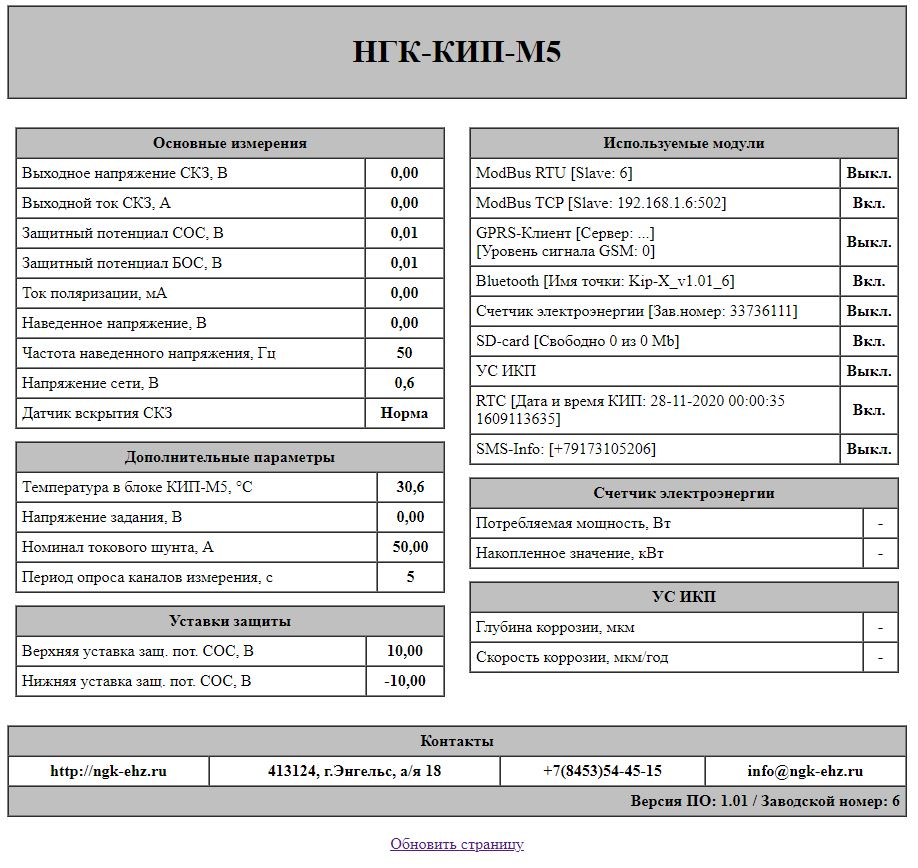 НГК-КИП-М5
Основные измерения
Выходное напряжение СКЗ, В 0,00
Выходной ток СКЗ, А 0,00
Защитный потенциал СОС, В 0,01
Защитный потенциал БОС, В 0,01
Ток поляризации, мА 0,00
Наведенное напряжение, В 0,00
Частота наведенного напряжения, Гц 50
Напряжение сети, В 0,6
Датчик вскрытия СКЗ Норма
Дополнительные параметры
Температура в блоке КИП-М5, °С 30,6
Напряжение задания, В 0,00
Номинал токового шунта, А 50,00
Период опроса каналов измерения, с 5
Уставки защиты
Верхняя уставка защ. пот. СОС, В 10,00
Нижняя уставка защ. пот. СОС, В -10,00
Используемые модули
ModBus RTU [Slave: 6] Выкл.
ModBus TCP [Slave: 192.168.1.6:502] Вкл.
GPRS-Клиент [Сервер: ...]
[Уровень сигнала GSM: 0] Выкл.
Bluetooth [Имя точки: Kip-X_v1.01_6] Вкл.
Счетчик электроэнергии [Зав.номер: 33736111] Выкл.
SD-card [Свободно 0 из 0 Mb] Вкл.
УС ИКП Выкл.
RTC [Дата и время КИП: 28-11-2020 00:00:35
1609113635] Вкл.
SMS-Info: [+79173105206] Выкл.
Счетчик электроэнергии
Потребляемая мощность, Вт -
Накопленное значение, кВт -
УС ИКП
Глубина коррозии, мкм -
Скорость коррозии, мкм/год -
Контакты
http://ngk-ehz.ru 413124, г.Энгельс, а/я 18 +7(8453)54-45-15 info@ngk-ehz.ru
Версия ПО: 1.01 / Заводской номер: 6
Обновить страницу